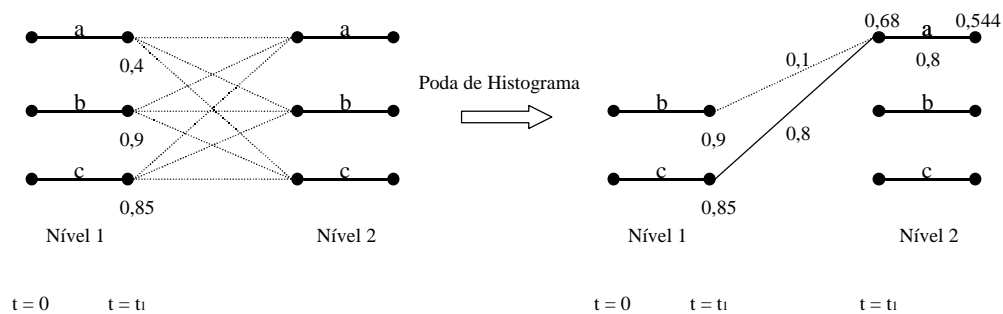 a
a
0,4
b
b
0,9
c
c
0,85
Nível 1
Nível 2
t = 0
t = t1
Poda de Histograma
0,68
a
0,544
0,1
0,8
b
b
0,9
0,8
c
c
0,85
Nível 1
Nível 2
t = 0
t = t1
t = t1